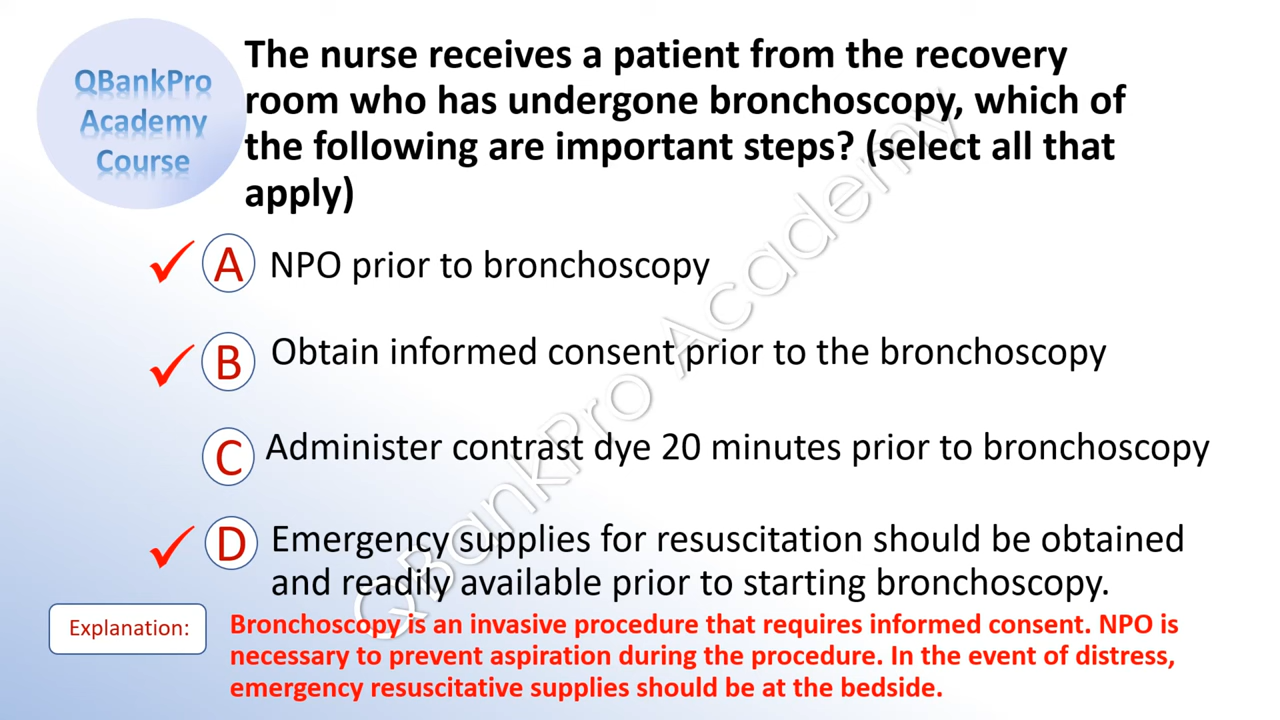 QBankPro
Academy
Course
The nurse receives a patient from the recovery
room who has undergone bronchoscopy, which of
the following are important steps? (select all that
apply)
A NPO prior to bronchoscopy
B Obtain informed consent prior to the bronchoscopy
C Administer contrast dye 20 minutes prior to bronchoscopy
D Emergency supplies for resuscitation should be obtained
and readily available prior to starting bronchoscopy.
Explanation:
Bronchoscopy is an invasive procedure that requires informed consent. NPO is
necessary to prevent aspiration during the procedure. In the event of distress,
emergency resuscitative supplies should be at the bedside.
QBankPro Academy